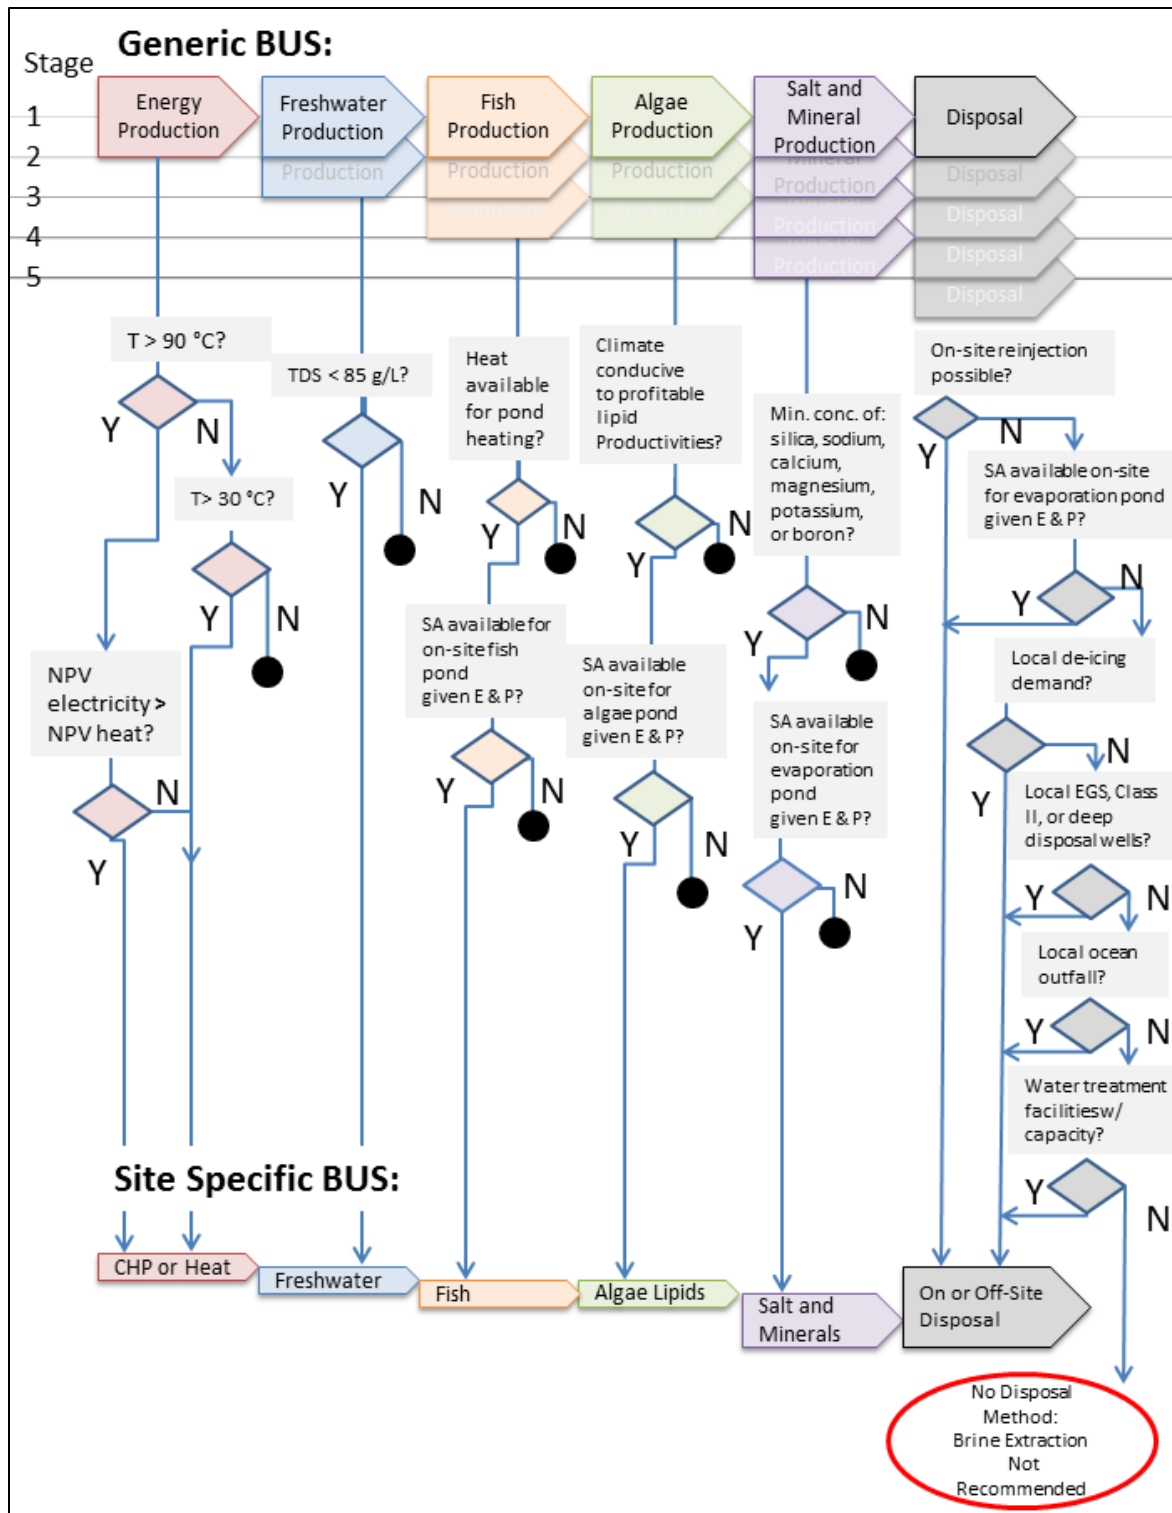 Generic BUS:
Stage
1
2
3
4
5
Energy
Production
Freshwater
Production
Production
Fish
Production
Production
Production
Algae
Production
Production
Production
Salt and
Mineral
Production
Mineral
Production
Mineral
Production
Mineral
Production
Disposal
Disposal
Disposal
Disposal
Disposal
T > 90 °C?
Y
N
T> 30 °C?
Y
N
NPV
electricity >
NPV heat?
N
Y
TDS < 85 g/L?
Y
N
Heat
available
for pond
heating?
Y
N
SA available for
on-site fish
pond
given E & P?
Y
N
Climate
conducive
to profitable
lipid
Productivities?
Y
N
SA available
on-site for
algae pond
given E & P?
Y
N
Min. conc. of:
silica, sodium,
calcium,
magnesium,
potassium,
or boron?
Y
N
SA available
on-site for
evaporation
pond
given E & P?
Y
N
On-site reinjection
possible?
Y
N
SA available on-site
for evaporation pond
given E & P?
Y
N
Local de-icing
demand?
Y
N
Local EGS, Class
II, or deep
disposal wells?
Y
N
Local ocean
outfall?
Y
N
Water treatment
facilitiesw/
capacity?
Y
N
Site Specific BUS:
CHP or Heat
Freshwater
Fish
Algae Lipids
Salt and
Minerals
On or Off-Site
Disposal
No Disposal
Method:
Brine Extraction
Not
Recommended